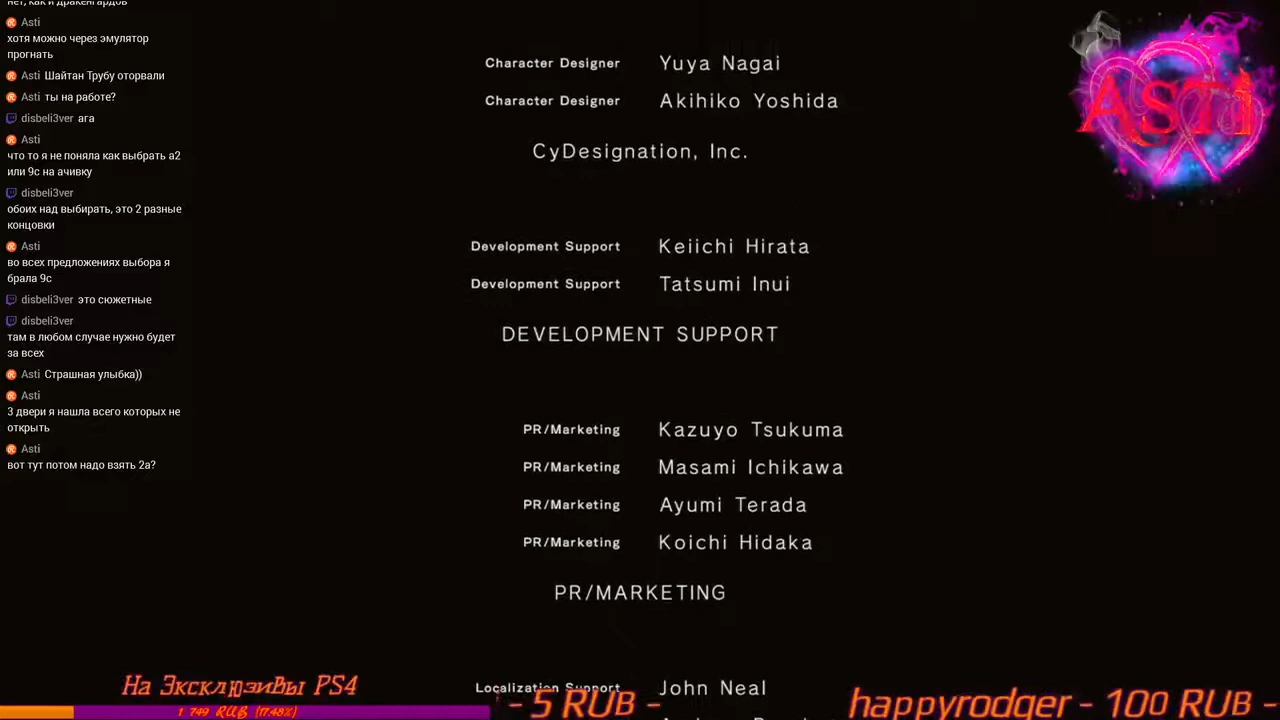 нет, как и дракенгардов
Asti
хотя можно через эмулятор
прогнать
Asti Шайтан Трубу оторвали
Asti ты на работе?
disbeli3ver ага
Asti
что то я не поняла как выбрать а2
или 9с на ачивку
disbeli3ver
обоих над выбирать, это 2 разные
концовки
Asti
во всех предложениях выбора я
брала 9с
disbeli3ver это сюжетные
disbeli3ver
там в любом случае нужно будет
за всех
Asti Страшная улыбка))
Asti
3 двери я нашла всего которых не
открыть
Asti
вот тут потом надо взять 2а?
Character Designer Yuya Nagai
Character Designer Akihiko Yoshida
CyDesignation, Inc.
Development Support Keiichi Hirata
Development Support Tatsumi Inui
DEVELOPMENT SUPPORT
PR/Marketing Kazuyo Tsukuma
PR/Marketing Masami Ichikawa
PR/Marketing Ayumi Terada
PR/Marketing Koichi Hidaka
PR/MARKETING
Localization Support John Neal
Asti
На Эксклюзивы PS4
1 749 RUB (17.48%)
- 5 RUB -
happyrodger - 100 RUB -